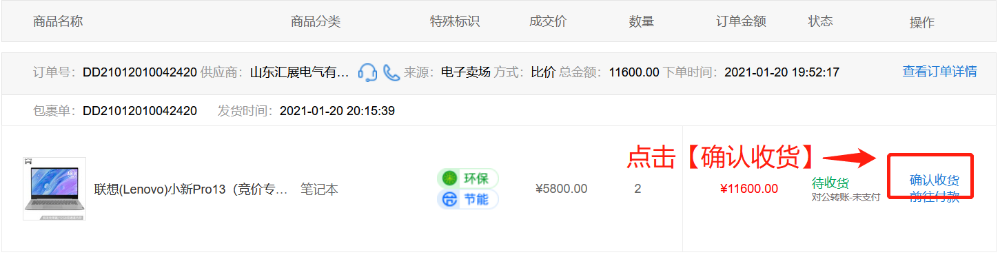 商品名称 商品分类 特殊标识 成交价 数量 订单金额 状态 操作
订单号：DD21012010042420 供应商：山东汇展电气有... 来源：电子卖场 方式：比价 总金额：11600.00 下单时间：2021-01-20 19:52:17 查看订单详情
包裹单：DD21012010042420 发货时间：2021-01-20 20:15:39
点击【确认收货】
联想(Lenovo)小新Pro13（竞价专... 笔记本 环保 ¥5800.00 2 ¥11600.00 待收货 确认收货
节能 对公转账-未支付 前往付款